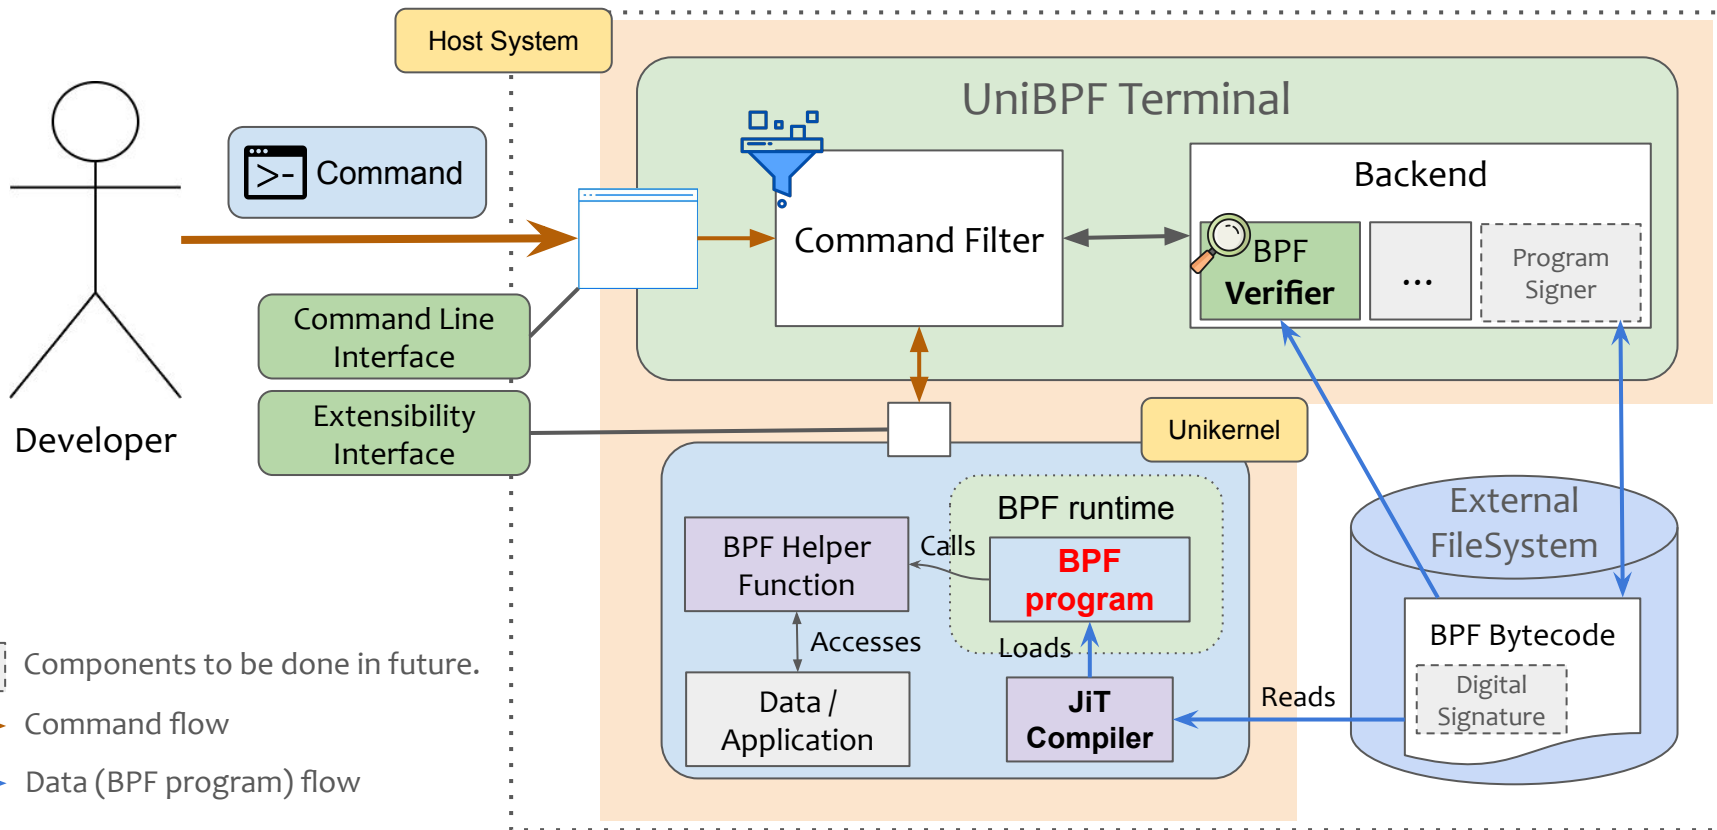 Host System
UniBPF Terminal
>- Command
Command Filter
Backend
BPF
Verifier
...
Program
Signer
Command Line
Interface
Extensibility
Interface
Developer
Unikernel
BPF runtime
BPF Helper
Function
Calls
BPF
program
Accesses
Loads
Data /
Application
JiT
Compiler
Reads
External
FileSystem
BPF Bytecode
Digital
Signature
Components to be done in future.
Command flow
Data (BPF program) flow